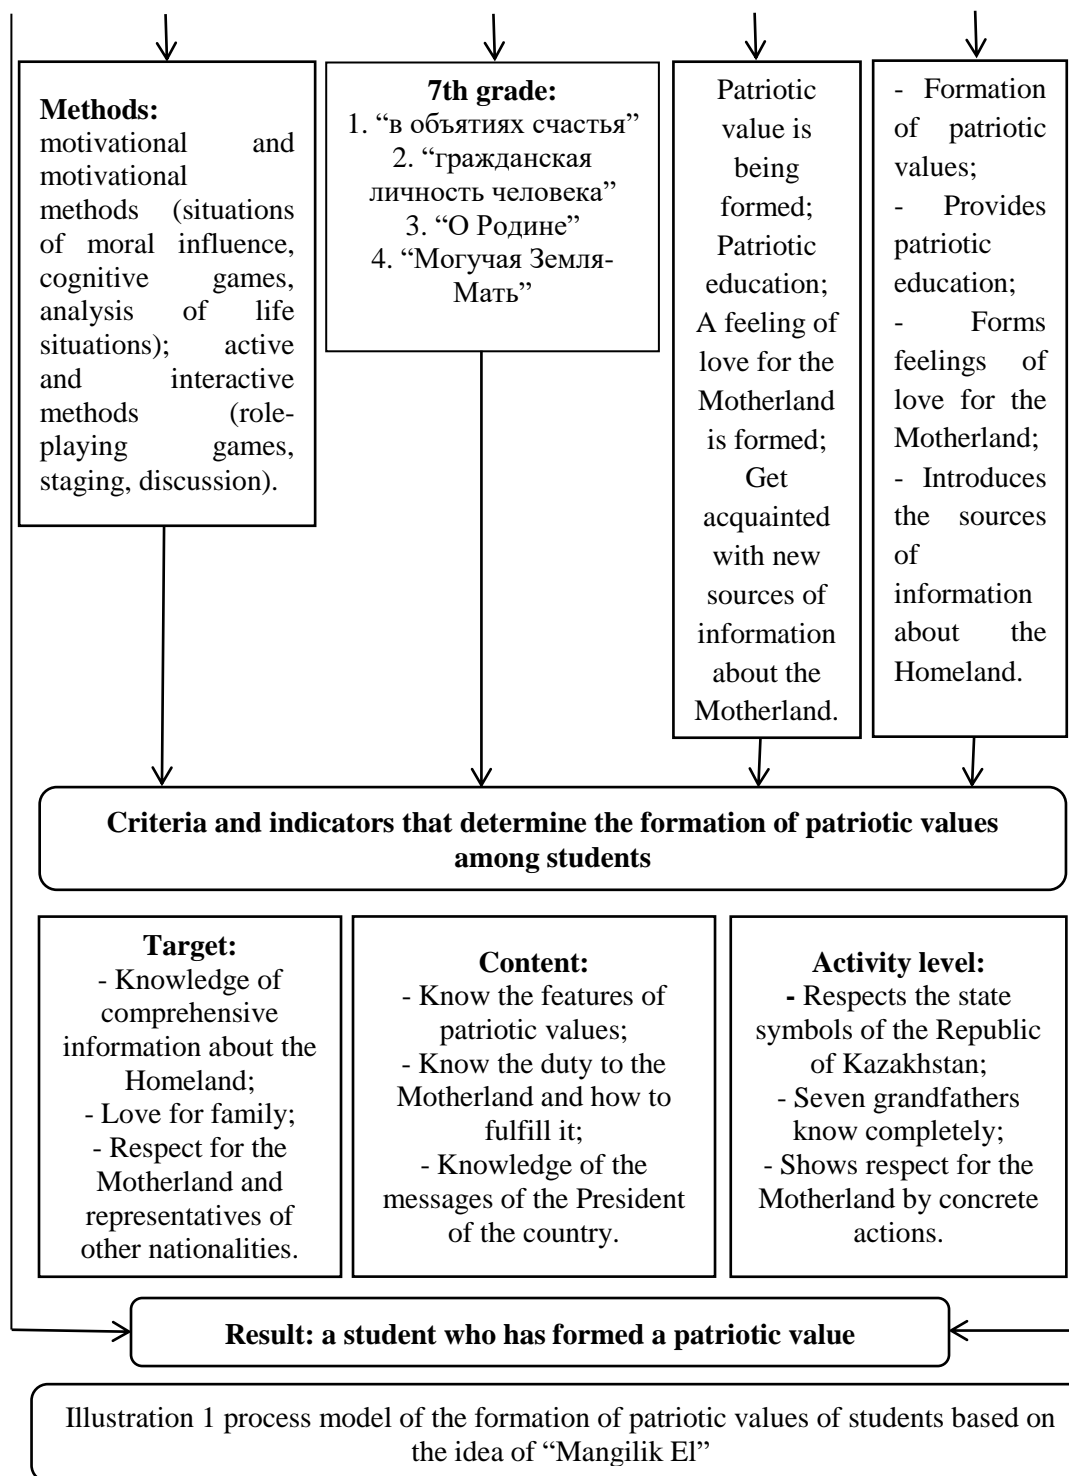 Methods:
motivational and
motivational
methods (situations
of moral influence,
cognitive games,
analysis of life
situations); active
and interactive
methods (role-
playing games,
staging, discussion).
7th grade:
1. “в объятиях счастья”
2. “гражданская
личность человека”
3. “О Родине”
4. “Могучая Земля-
Мать”
Patriotic
value is
being
formed;
Patriotic
education;
A feeling of
love for the
Motherland
is formed;
Get
acquainted
with new
sources of
information
about the
Motherland.
- Formation
of patriotic
values;
- Provides
patriotic
education;
- Forms
feelings of
love for the
Motherland;
- Introduces
the sources
of
information
about the
Homeland.
Criteria and indicators that determine the formation of patriotic values
among students
Target:
- Knowledge of
comprehensive
information about the
Homeland;
- Love for family;
- Respect for the
Motherland and
representatives of
other nationalities.
Content:
- Know the features of
patriotic values;
- Know the duty to the
Motherland and how to
fulfill it;
- Knowledge of the
messages of the President
of the country.
Activity level:
- Respects the state
symbols of the Republic
of Kazakhstan;
- Seven grandfathers
know completely;
- Shows respect for the
Motherland by concrete
actions.
Result: a student who has formed a patriotic value
Illustration 1 process model of the formation of patriotic values of students based on
the idea of “Mangilik El”